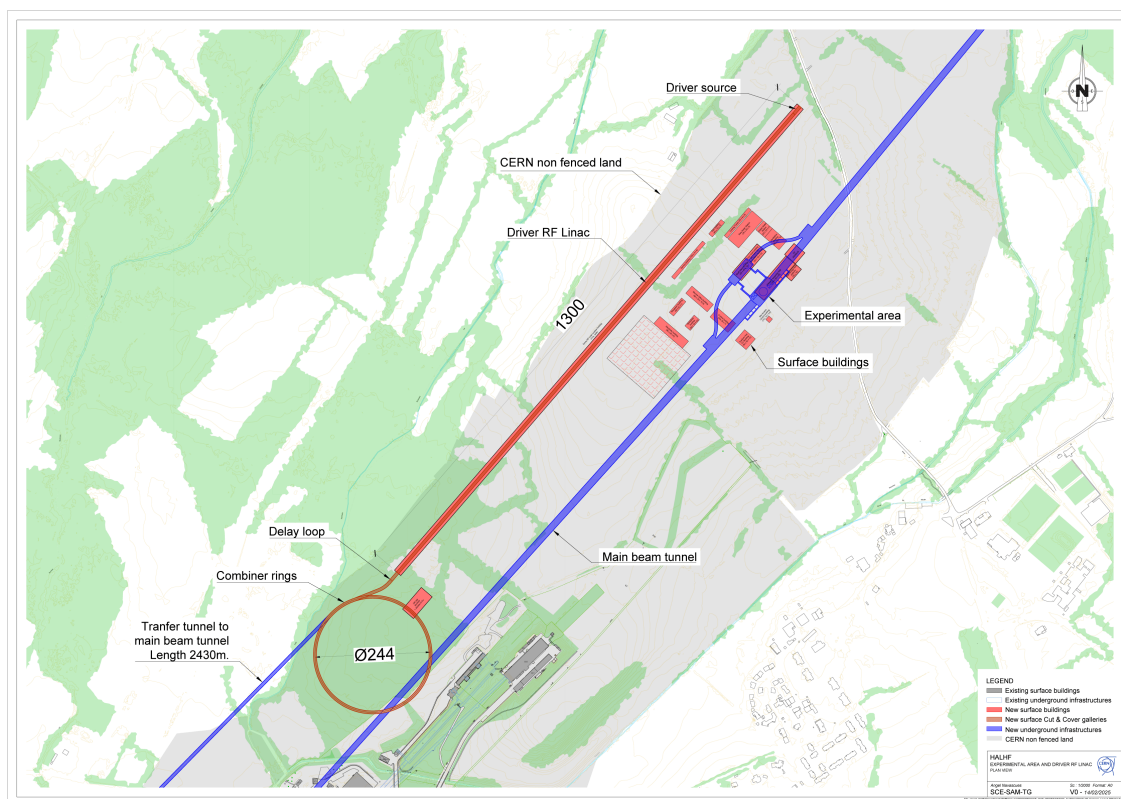 Driver source
N
CERN non fenced land
Driver RF Linac
1300
Experimental area
Surface buildings
Delay loop
Main beam tunnel
Combiner rings
Tranfer tunnel to
main beam tunnel
Length 2430m.
Ø244
LEGEND
Existing surface buildings
Existing underground infrastructures
New surface buildings
New surface Cut & Cover galleries
New underground infrastructures
CERN non fenced land
HALHF
EXPERIMENTAL AREA AND DRIVER RF LINAC
PLAN VIEW
CERN
Angel Navascues
SCE-SAM-TG
V0 - 14/02/2025